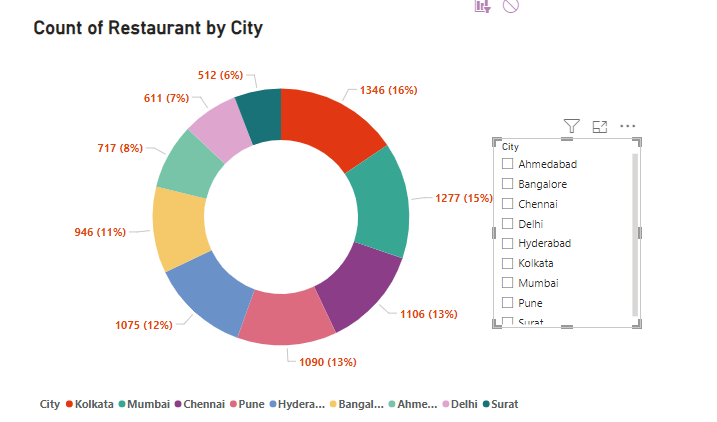 Count of Restaurant by City
512 (6%)
1346 (16%)
611 (7%)
717 (8%)
1277 (15%)
946 (11%)
1106 (13%)
1075 (12%)
1090 (13%)
City
Ahmedabad
Bangalore
Chennai
Delhi
Hyderabad
Kolkata
Mumbai
Pune
Surat
City Kolkata Mumbai Chennai Pune Hydera... Bangal... Ahme... Delhi Surat